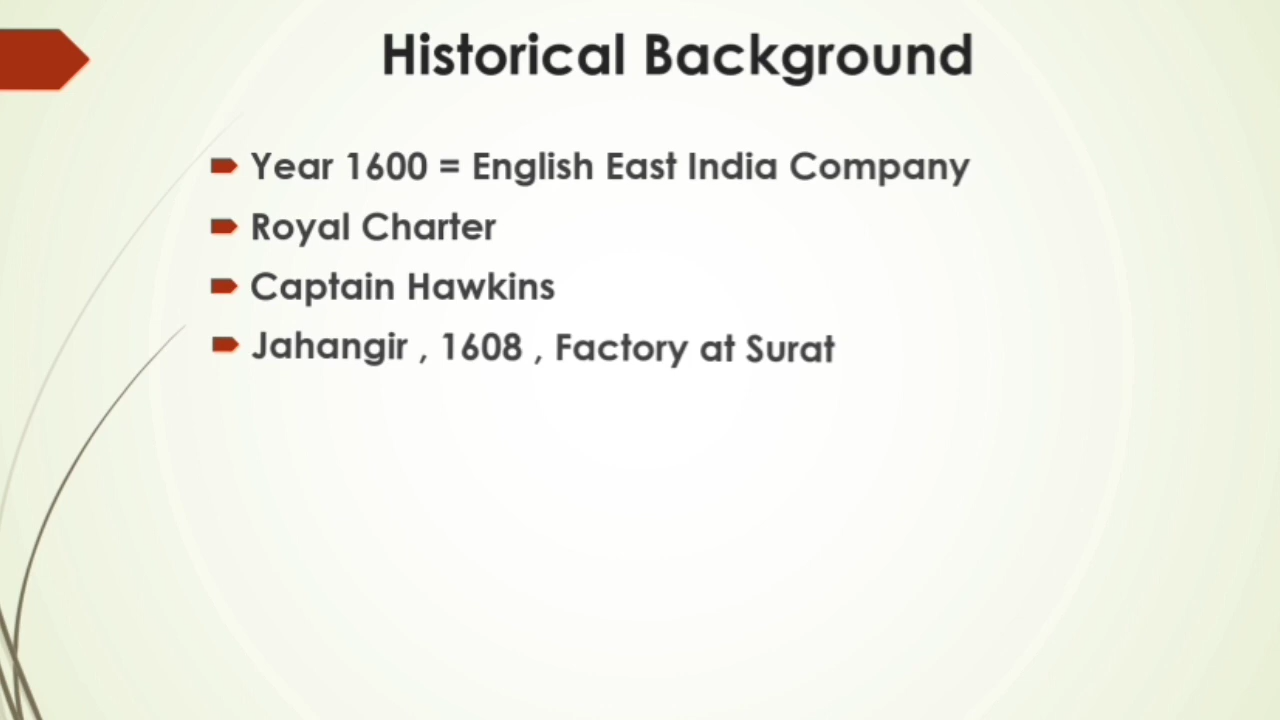 Historical Background
Year 1600 = English East India Company
Royal Charter
Captain Hawkins
Jahangir , 1608 , Factory at Surat